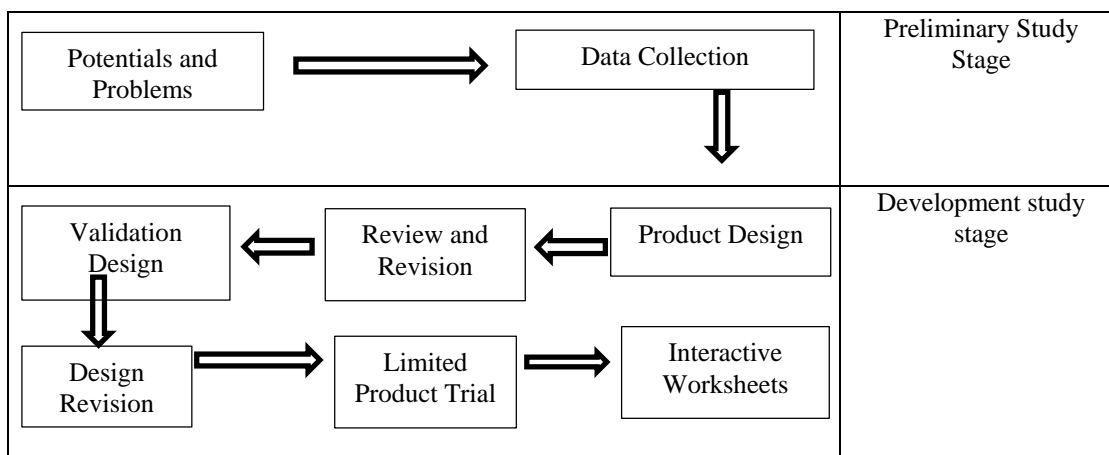 Potentials and
Problems
Data Collection
Preliminary Study
Stage
Validation
Design
Review and
Revision
Product Design
Development study
stage
Design
Revision
Limited
Product Trial
Interactive
Worksheets